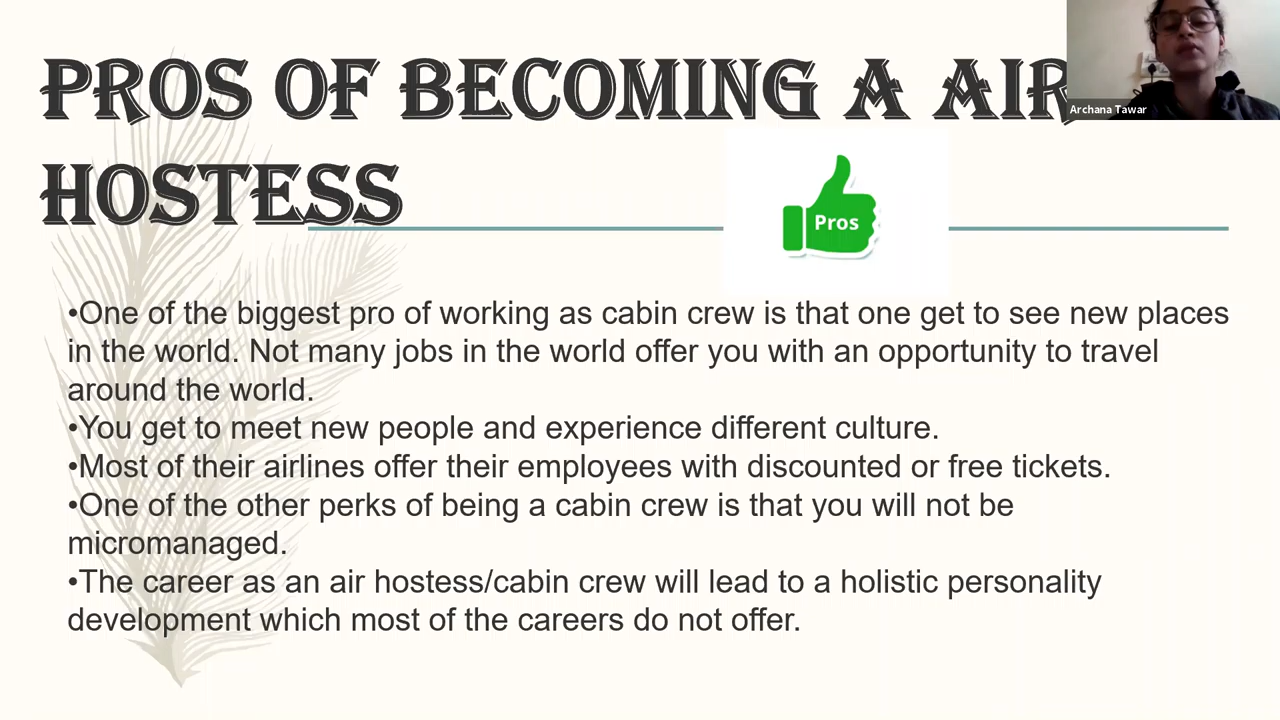 PROS OF BECOMING A AIR
HOSTESS
Archana Tawar
Pros
•One of the biggest pro of working as cabin crew is that one get to see new places
in the world. Not many jobs in the world offer you with an opportunity to travel
around the world.
•You get to meet new people and experience different culture.
•Most of their airlines offer their employees with discounted or free tickets.
•One of the other perks of being a cabin crew is that you will not be
micromanaged.
•The career as an air hostess/cabin crew will lead to a holistic personality
development which most of the careers do not offer.